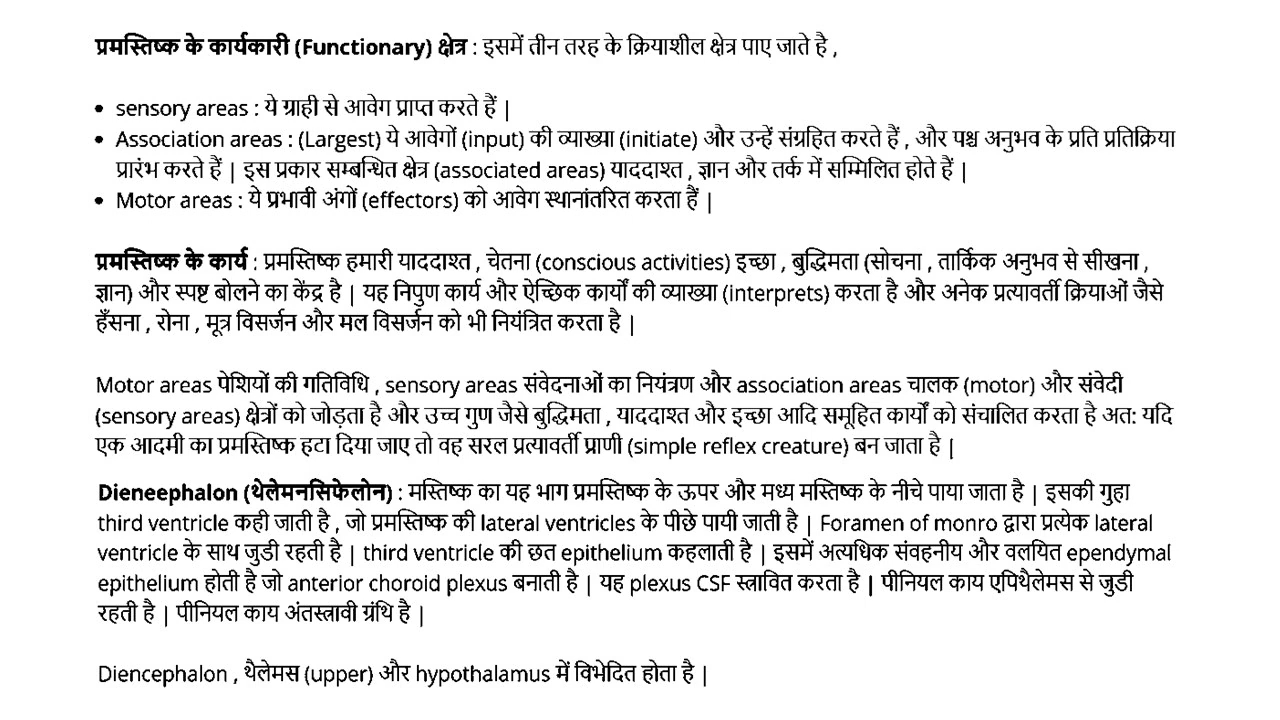 प्रमस्तिष्क के कार्यकारी (Functionary) क्षेत्र : इसमें तीन तरह के क्रियाशील क्षेत्र पाए जाते है ,
• sensory areas : ये ग्राही से आवेग प्राप्त करते हैं |
• Association areas : (Largest) ये आवेगों (input) की व्याख्या (initiate) और उन्हें संग्रहित करते हैं , और पश्च अनुभव के प्रति प्रतिक्रिया
प्रारंभ करते हैं | इस प्रकार सम्बन्धित क्षेत्र (associated areas) याददाश्त , ज्ञान और तर्क में सम्मिलित होते हैं |
• Motor areas : ये प्रभावी अंगों (effectors) को आवेग स्थानांतरित करता हैं |
प्रमस्तिष्क के कार्य : प्रमस्तिष्क हमारी याददाश्त , चेतना (conscious activities) इच्छा , बुद्धिमता (सोचना , तार्किक अनुभव से सीखना ,
ज्ञान) और स्पष्ट बोलने का केंद्र है | यह निपुण कार्य और ऐच्छिक कार्यों की व्याख्या (interprets) करता है और अनेक प्रत्यावर्ती क्रियाओं जैसे
हँसना , रोना , मूत्र विसर्जन और मल विसर्जन को भी नियंत्रित करता है |
Motor areas पेशियों की गतिविधि , sensory areas संवेदनाओं का नियंत्रण और association areas चालक (motor) और संवेदी
(sensory areas) क्षेत्रों को जोड़ता है और उच्च गुण जैसे बुद्धिमता , याददाश्त और इच्छा आदि समूहित कार्यों को संचालित करता है अत: यदि
एक आदमी का प्रमस्तिष्क हटा दिया जाए तो वह सरल प्रत्यावर्ती प्राणी (simple reflex creature) बन जाता है |
Dieneephalon (थैलेमनसिफेलोन) : मस्तिष्क का यह भाग प्रमस्तिष्क के ऊपर और मध्य मस्तिष्क के नीचे पाया जाता है | इसकी गुहा
third ventricle कही जाती है , जो प्रमस्तिष्क की lateral ventricles के पीछे पायी जाती है | Foramen of monro द्वारा प्रत्येक lateral
ventricle के साथ जुडी रहती है | third ventricle की छत epithelium कहलाती है | इसमें अत्यधिक संवहनीय और वलयित ependymal
epithelium होती है जो anterior choroid plexus बनाती है | यह plexus CSF स्त्रावित करता है | पीनियल काय एपिथैलेमस से जुडी
रहती है | पीनियल काय अंतस्त्रावी ग्रंथि है |
Diencephalon , थैलेमस (upper) और hypothalamus में विभेदित होता है |